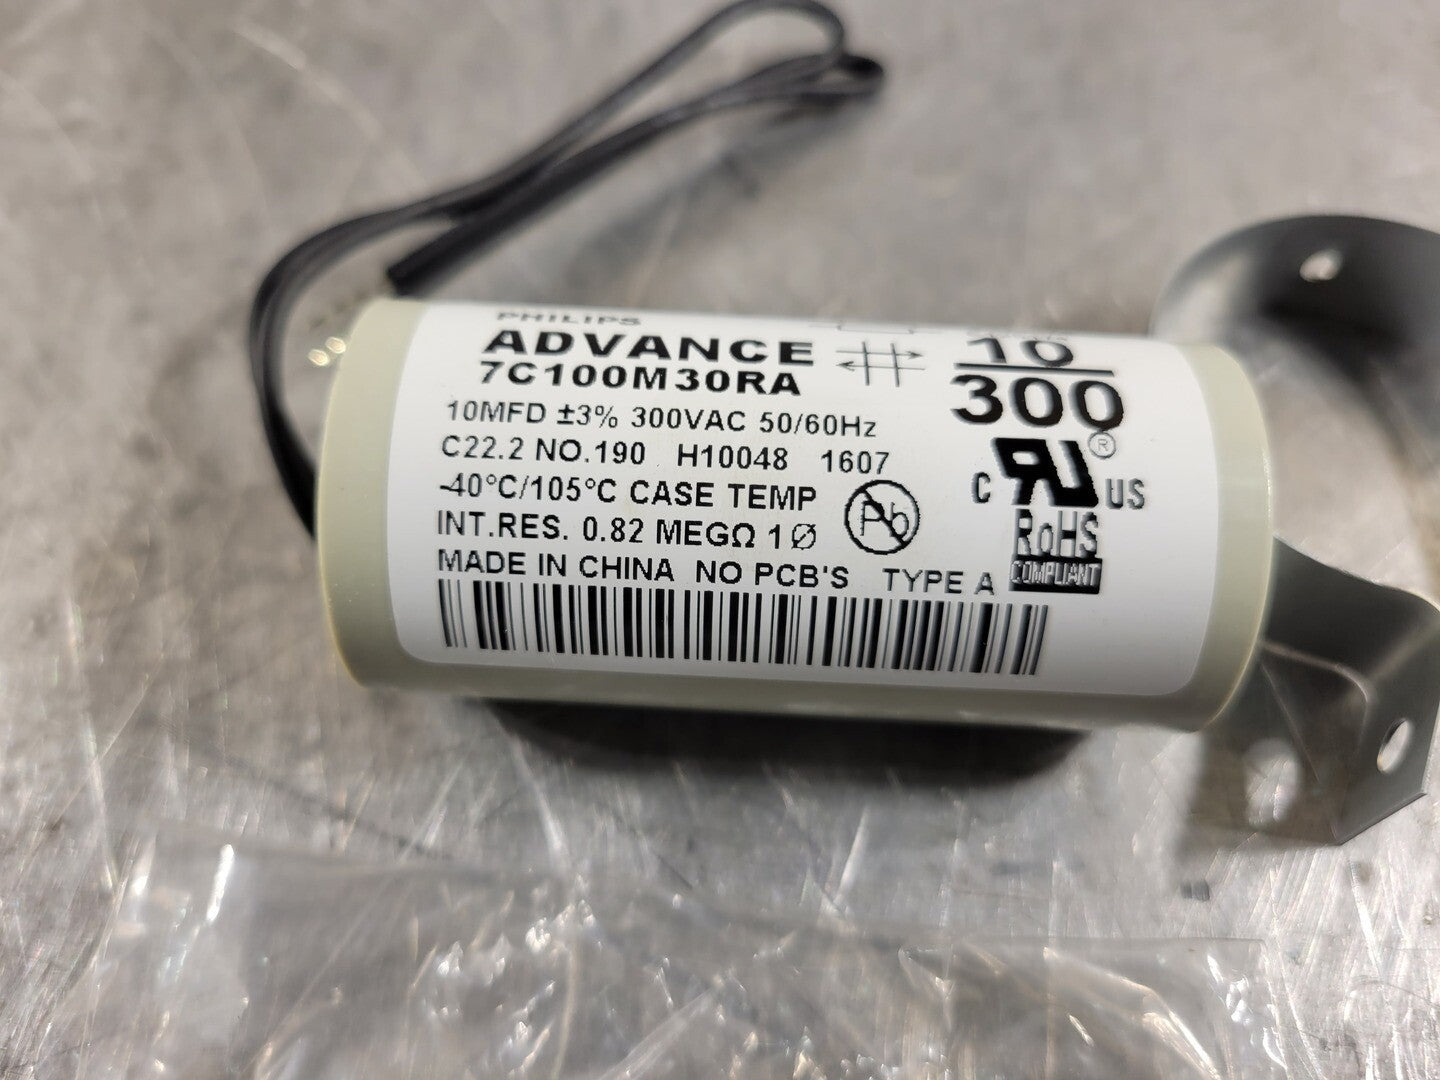 PHILIPS
ADVANCE
7C100M30RA
10MFD ±3% 300VAC 50/60Hz
C22.2 NO.190 H10048 1607
-40°C/105°C CASE TEMP
INT.RES. 0.82 MEGΩ 1Ø
MADE IN CHINA NO PCB'S TYPE A
Pb
10
300
C RU® US
RoHS
COMPLIANT